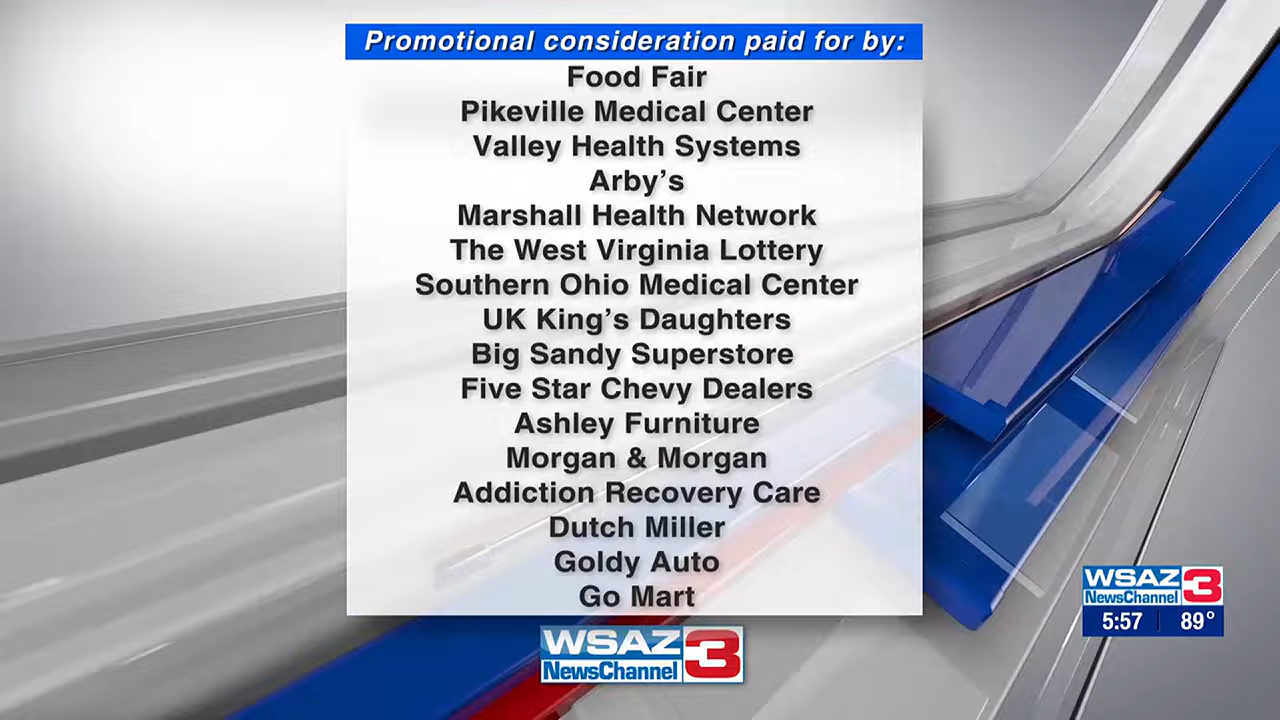 Promotional consideration paid for by:
Food Fair
Pikeville Medical Center
Valley Health Systems
Arby's
Marshall Health Network
The West Virginia Lottery
Southern Ohio Medical Center
UK King's Daughters
Big Sandy Superstore
Five Star Chevy Dealers
Ashley Furniture
Morgan & Morgan
Addiction Recovery Care
Dutch Miller
Goldy Auto
Go Mart
WSAZ 3
NewsChannel
WSAZ 3
NewsChannel
5:57 | 89°